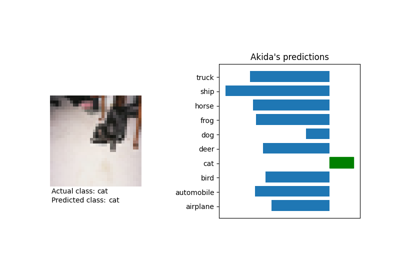 Akida's predictions
truck
ship
horse
frog
dog
deer
cat
bird
automobile
airplane
Actual class: cat
Predicted class: cat